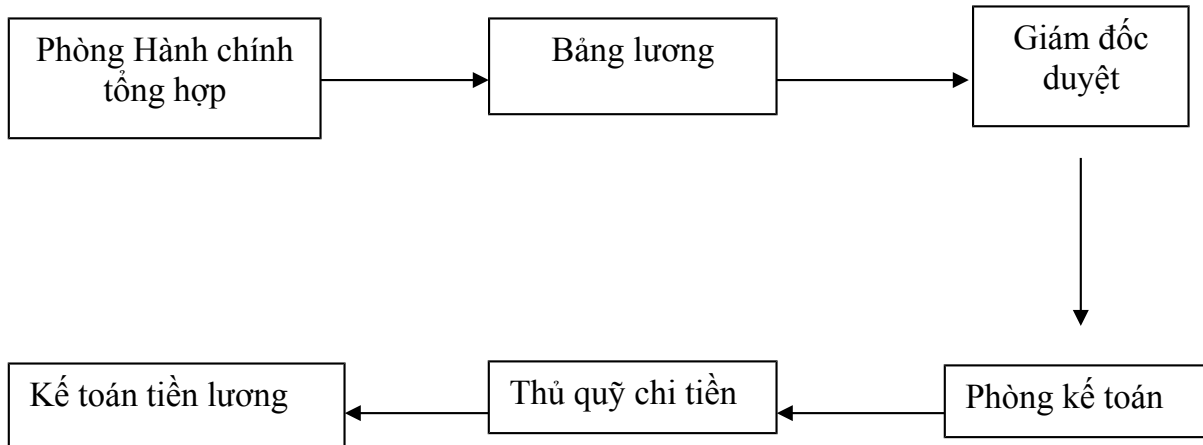 Phòng Hành chính
tổng hợp
Bảng lương
Giám đốc
duyệt
Kế toán tiền lương
Thủ quỹ chi tiền
Phòng kế toán